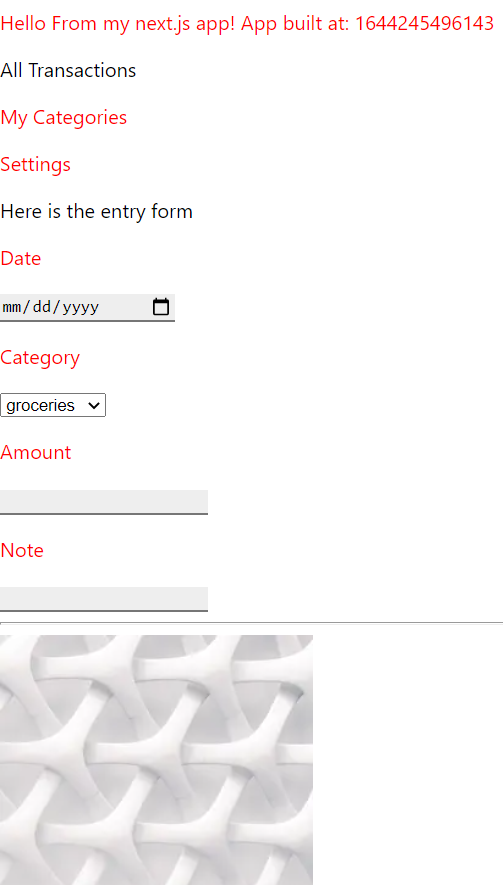 Hello From my next.js app! App built at: 1644245496143
All Transactions
My Categories
Settings
Here is the entry form
Date
mm/dd/yyyy
Category
groceries
Amount
Note